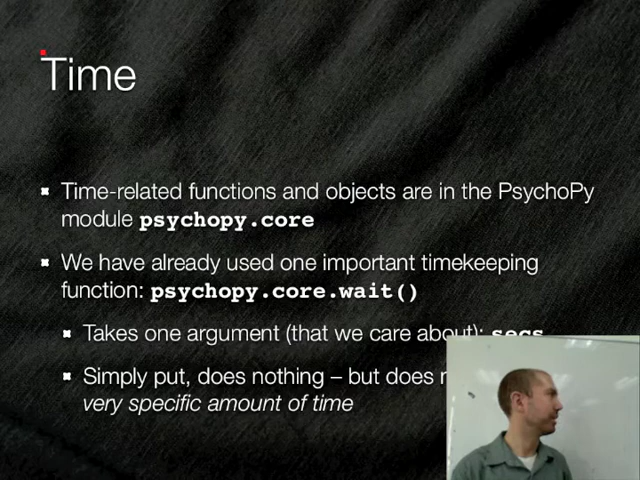 Time
Time-related functions and objects are in the PsychoPy
module psychopy.core
We have already used one important timekeeping
function: psychopy.core.wait()
Takes one argument (that we care about): secs
Simply put, does nothing – but does
very specific amount of time